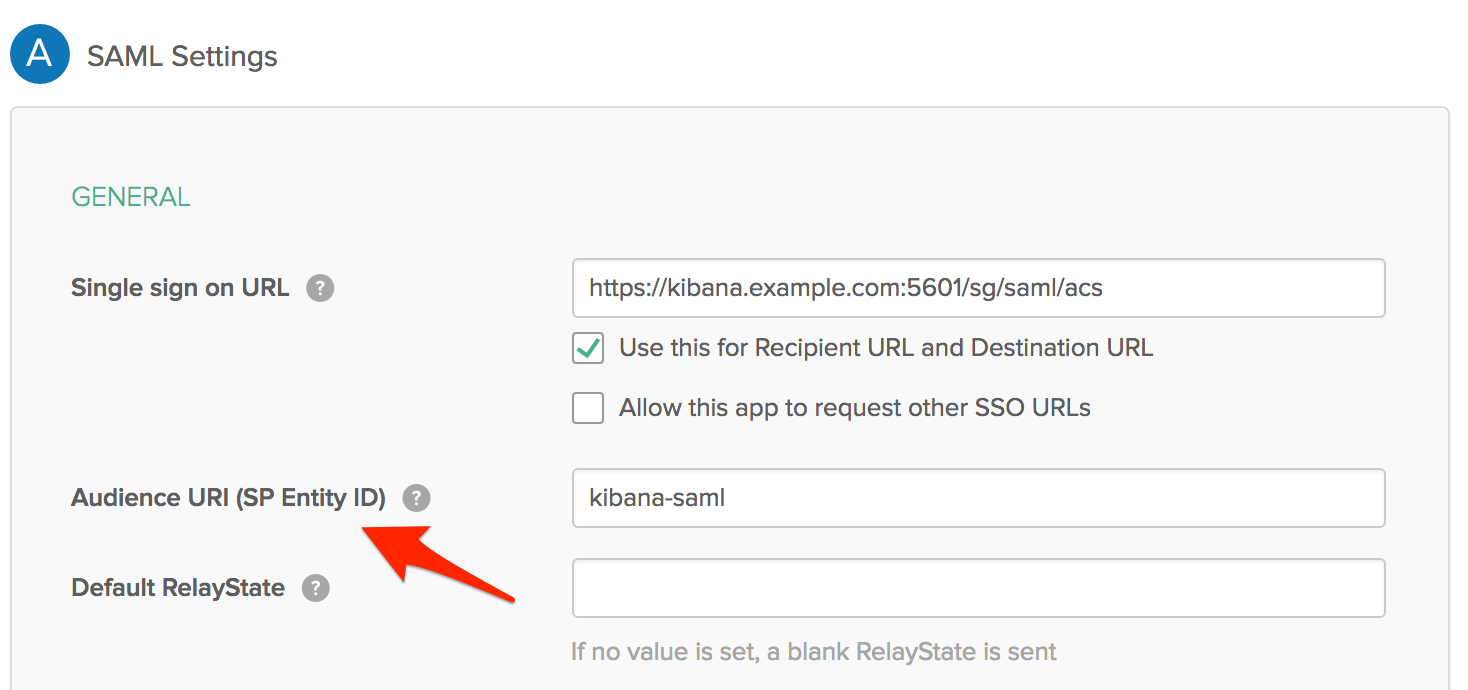 A SAML Settings
GENERAL
Single sign on URL ?
https://kibana.example.com:5601/sg/saml/acs
Use this for Recipient URL and Destination URL
Allow this app to request other SSO URLs
Audience URI (SP Entity ID) ?
kibana-saml
Default RelayState ?
If no value is set, a blank RelayState is sent